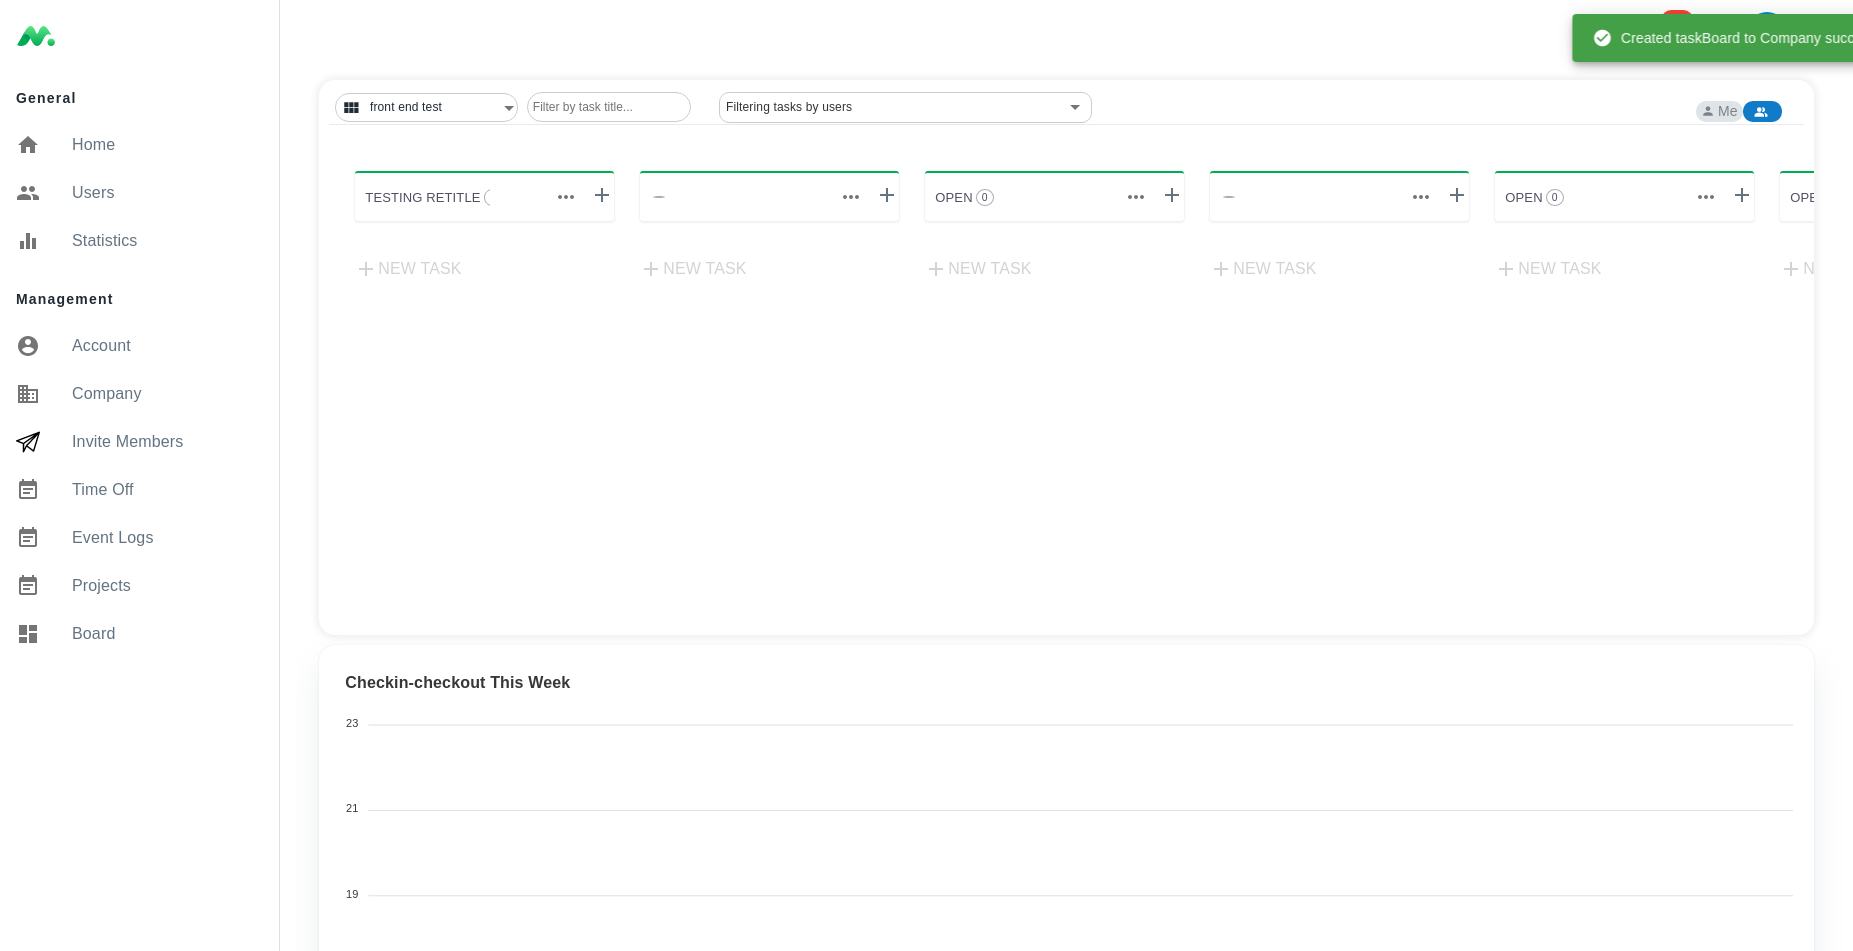 Created taskBoard to Company succ
General
Home
Users
Statistics
Management
Account
Company
Invite Members
Time Off
Event Logs
Projects
Board
front end test
Filter by task title...
Filtering tasks by users
Me
TESTING RETITLE
OPEN 0
OPEN 0
OPE
NEW TASK
NEW TASK
NEW TASK
NEW TASK
NEW TASK
N
Checkin-checkout This Week
23
21
19